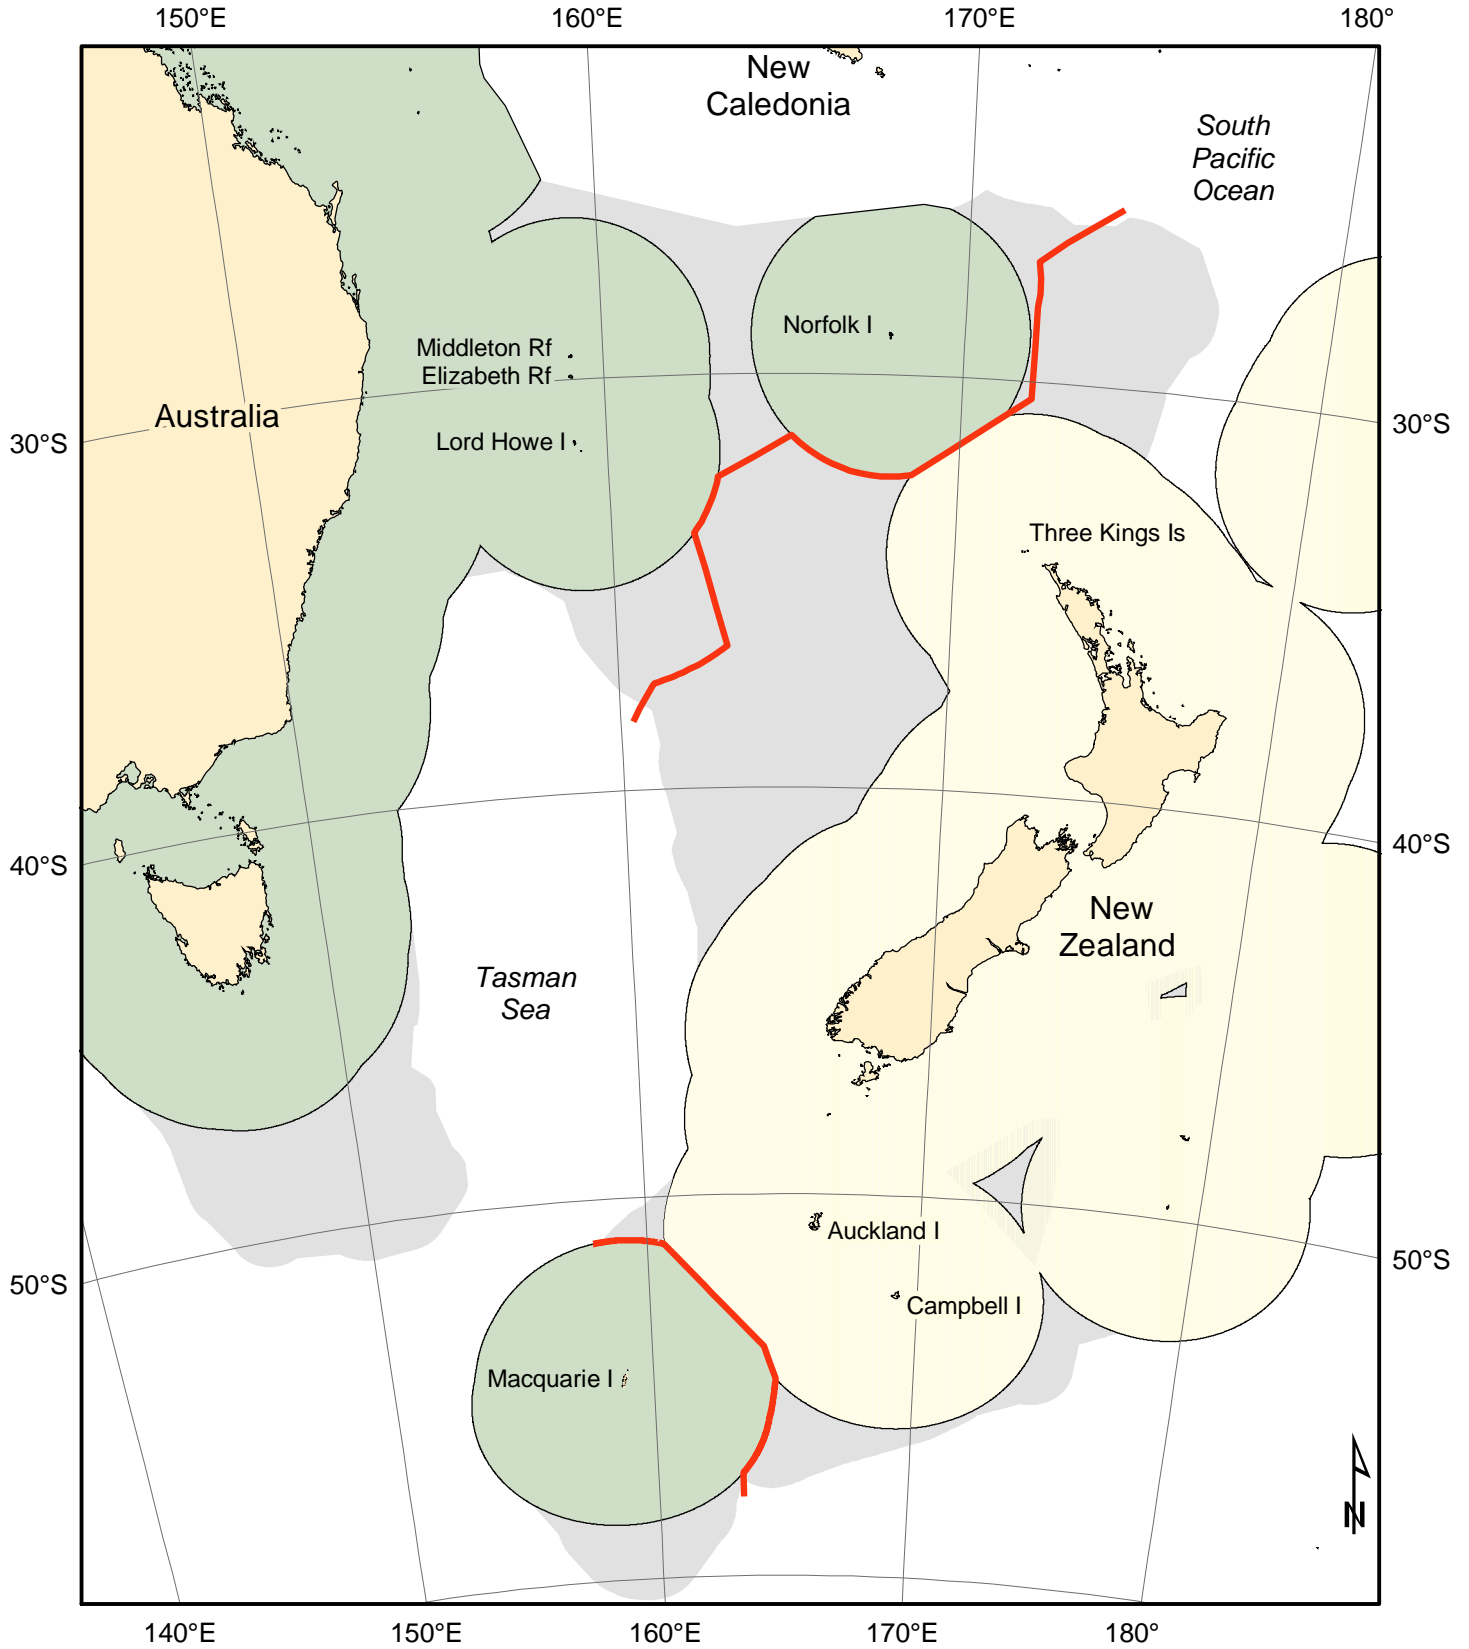 150°E
160°E
170°E
180°
New
Caledonia
South
Pacific
Ocean
Norfolk I
Middleton Rf
Elizabeth Rf
Australia
30°S
30°S
Lord Howe I
Three Kings Is
40°S
40°S
New
Zealand
Tasman
Sea
Auckland I
50°S
50°S
Campbell I
Macquarie I
N
140°E
150°E
160°E
170°E
180°